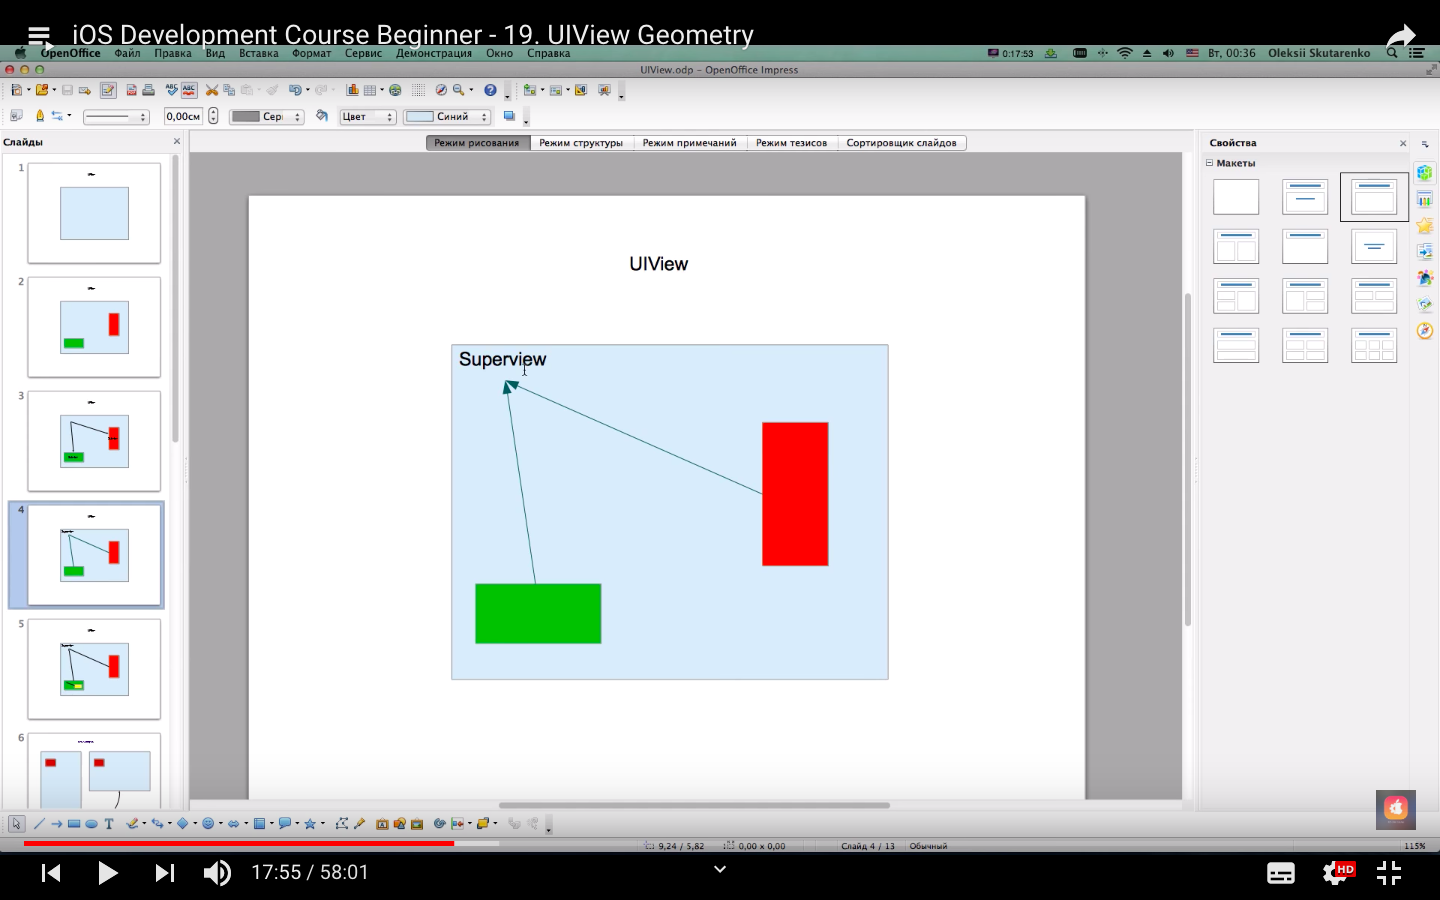 iOS Development Course Beginner - 19. UIView Geometry
OpenOffice Файл Правка Вид Вставка Формат Сервис Демонстрация Окно Справка 0:17:53 Вт, 00:36 Oleksii Skutarenko
UIView.odp - OpenOffice Impress
0,00см Цвет Синий
Слайды
Режим рисования Режим структуры Режим примечаний Режим тезисов Сортировщик слайдов
Свойства
Макеты
1
2
3
4
5
6
UIView
Superview
9,24 / 5,82 0,00 x 0,00 Слайд 4 / 13 Обычный 115%
17:55 / 58:01
HD